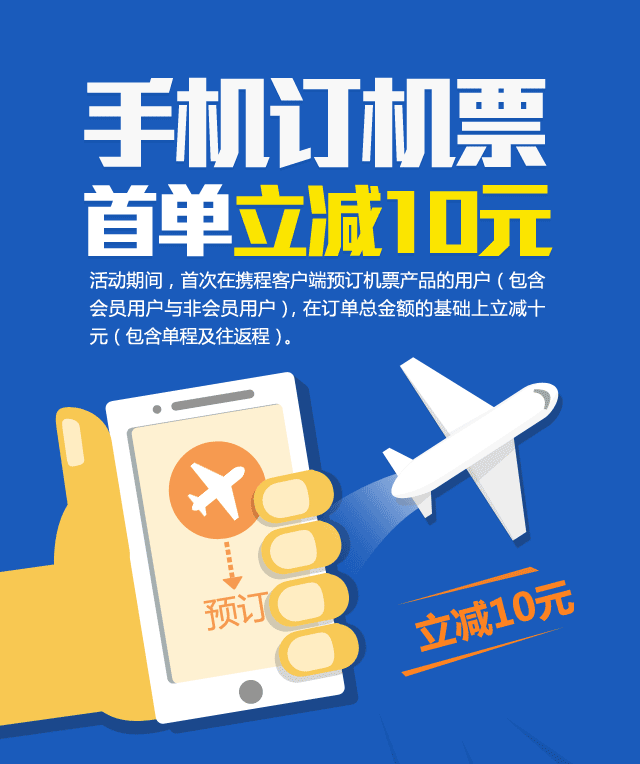 手机订机票
首单立减10元
活动期间，首次在携程客户端预订机票产品的用户（包含
会员用户与非会员用户），在订单总金额的基础上立减十
元（包含单程及往返程）。
预订
立减10元